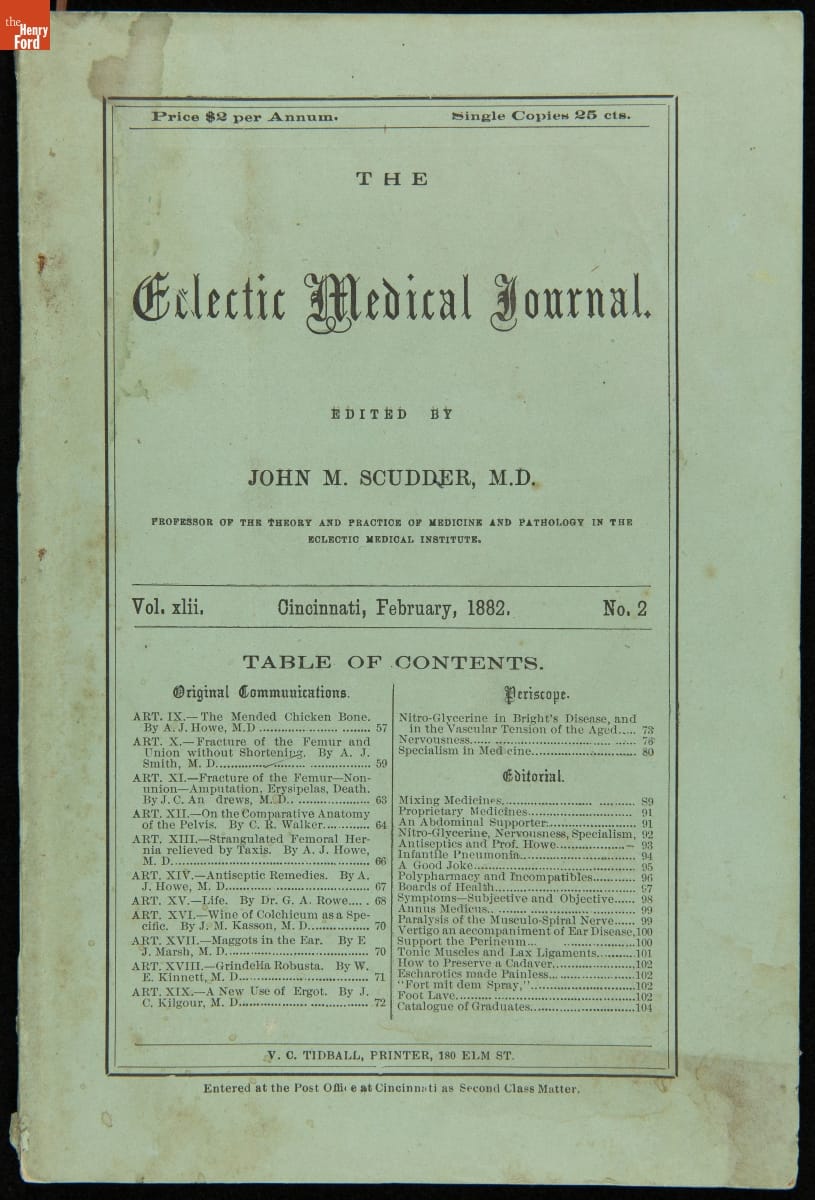 the
Henry
Ford
Price $2 per Annum.
Single Copies 25 cts.
THE
Eclectic Medical Journal.
EDITED BY
JOHN M. SCUDDER, M.D.
PROFESSOR OF THE THEORY AND PRACTICE OF MEDICINE AND PATHOLOGY IN THE
ECLECTIC MEDICAL INSTITUTE.
Vol. xlii. Cincinnati, February, 1882. No. 2
TABLE OF CONTENTS.
Original Communications.
ART. IX.—The Mended Chicken Bone.
By A. J. Howe, M.D ........................ 57
ART. X.—Fracture of the Femur and
Union without Shortening. By A. J.
Smith, M. D........................ 59
ART. XI.—Fracture of the Femur—Non-
union—Amputation, Erysipelas, Death.
By J. C. An drews, M.D.. .................... 63
ART. XII.—On the Comparative Anatomy
of the Pelvis. By C. R. Walker............ 64
ART. XIII.—Strangulated Femoral Her-
nia relieved by Taxis. By A. J. Howe,
M. D........................ 66
ART. XIV.—Antiseptic Remedies. By A.
J. Howe, M. D........................ 67
ART. XV.—Life. By Dr. G. A. Rowe..... 68
ART. XVI.—Wine of Colchicum as a Spe-
cific. By J. M. Kasson, M. D............... 70
ART. XVII.—Maggots in the Ear. By E
J. Marsh, M. D........................ 70
ART. XVIII.—Grindelia Robusta. By W.
E. Kinnett, M. D........................ 71
ART. XIX.—A New Use of Ergot. By J.
C. Kilgour, M. D........................ 72
Periscope.
Nitro-Glycerine in Bright's Disease, and
in the Vascular Tension of the Aged..... 73
Nervousness........................ 76
Specialism in Medicine........................ 80
Editorial.
Mixing Medicines........................ 89
Proprietary Medicines........................ 91
An Abdominal Supporter........................ 91
Nitro-Glycerine, Nervousness, Specialism, 92
Antiseptics and Prof. Howe................— 93
Infantile Pneumonia........................ 94
A Good Joke........................ 95
Polypharmacy and Incompatibles.......... 96
Boards of Health........................ 97
Symptoms—Subjective and Objective...... 98
Annus Medicus........................ 99
Paralysis of the Musculo-Spiral Nerve...... 99
Vertigo an accompaniment of Ear Disease,100
Support the Perineum... ..................100
Tonic Muscles and Lax Ligaments..........101
How to Preserve a Cadaver....................102
Escharotics made Painless.....................102
"Fort mit dem Spray,"........................102
Foot Lave........................102
Catalogue of Graduates........................104
V. C. TIDBALL, PRINTER, 180 ELM ST.
Entered at the Post Office at Cincinnati as Second Class Matter.